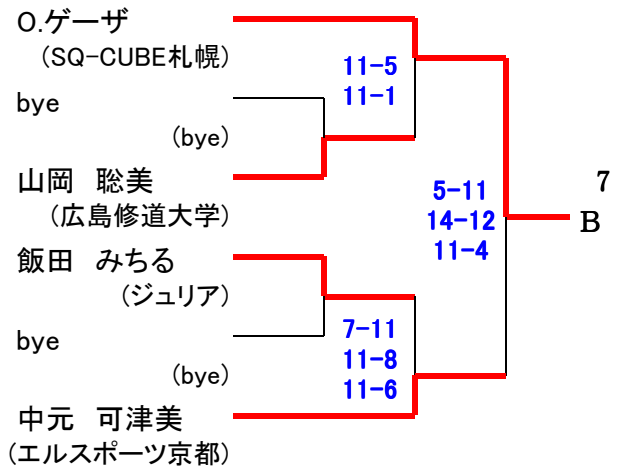 O.ゲーザ
(SQ-CUBE札幌)
11-5
11-1
bye
(bye)
山岡 聡美
(広島修道大学)
5-11
14-12
11-4
7
B
飯田 みちる
(ジュリア)
bye
(bye)
7-11
11-8
11-6
中元 可津美
(エルスポーツ京都)